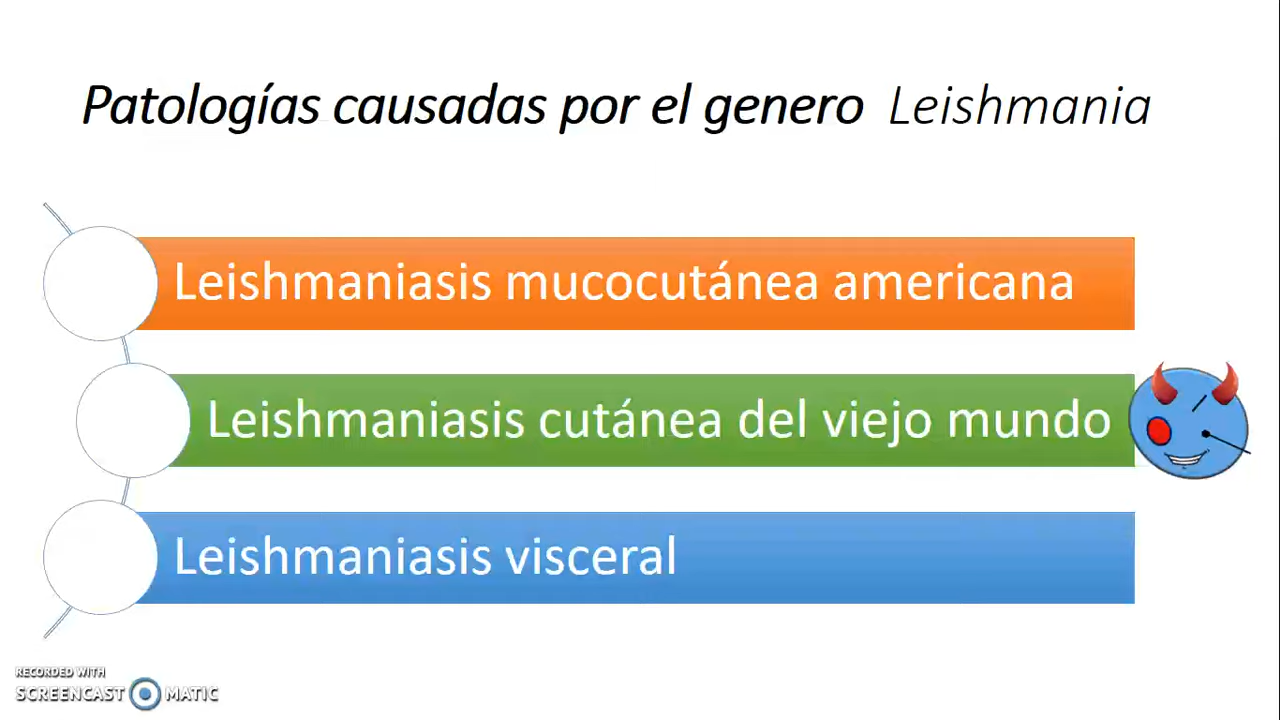 Patologías causadas por el genero Leishmania
Leishmaniasis mucocutánea americana
Leishmaniasis cutánea del viejo mundo
Leishmaniasis visceral
RECORDED WITH
SCREENCAST MATIC